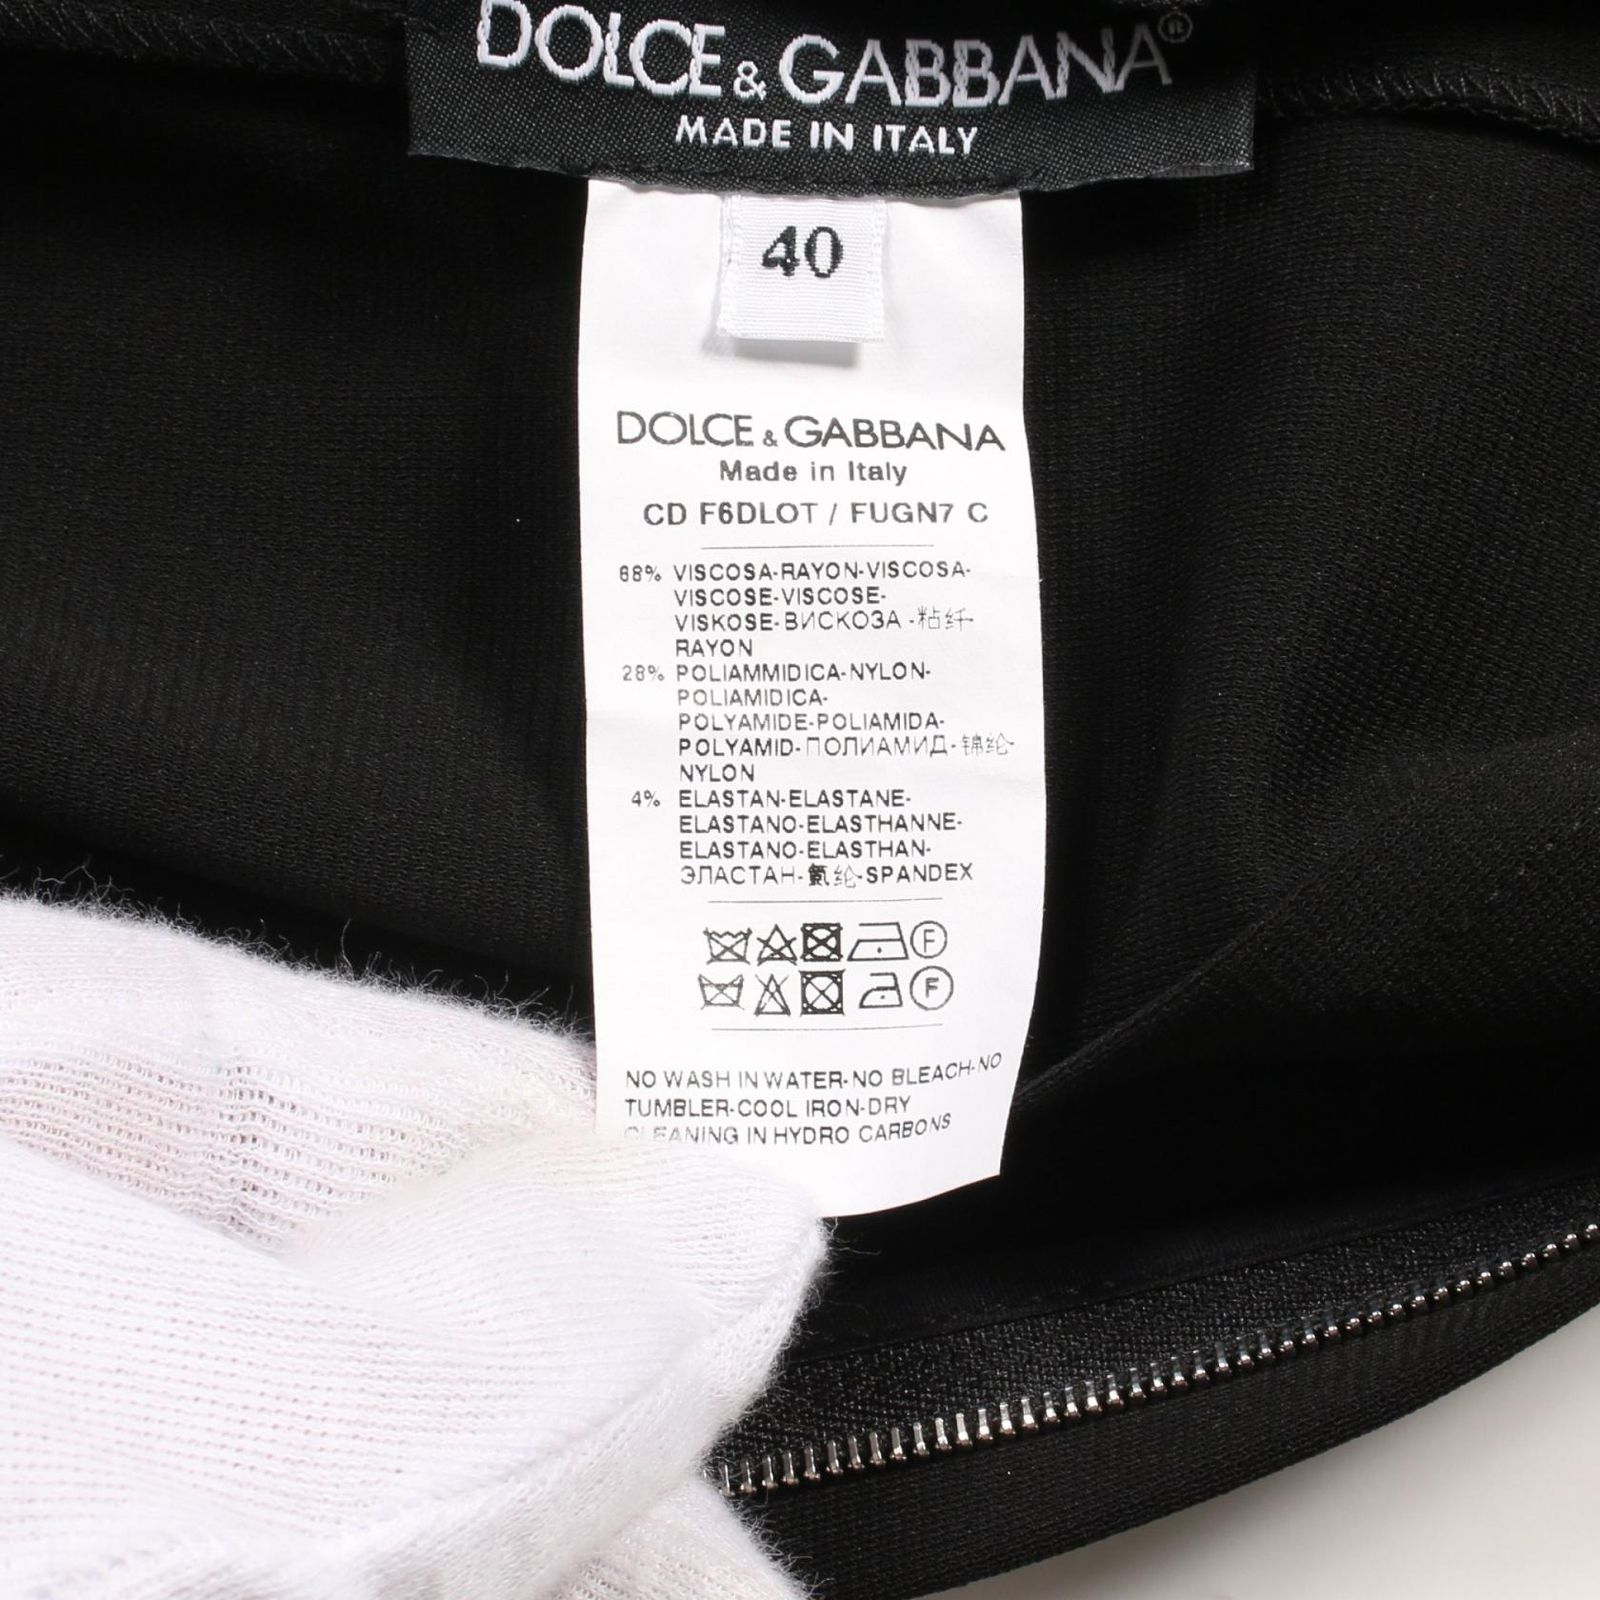 DOLCE & GABBANA®
MADE IN ITALY
40
DOLCE & GABBANA
Made in Italy
CD F6DLOT / FUGN7 C
68% VISCOSA-RAYON-VISCOSA-
VISCOSE-VISCOSE-
VISKOSE-ВИСКОЗА -粘纤-
RAYON
28% POLIAMMIDICA-NYLON-
POLIAMIDICA-
POLYAMIDE-POLIAMIDA-
POLYAMID-ПОЛИАМИД-锦纶-
NYLON
4% ELASTAN-ELASTANE-
ELASTANO-ELASTHANNE-
ELASTANO-ELASTHAN-
ЭЛАСТАН-氨纶-SPANDEX
F
F
NO WASH IN WATER-NO BLEACH-NO
TUMBLER-COOL IRON-DRY
CLEANING IN HYDRO CARBONS